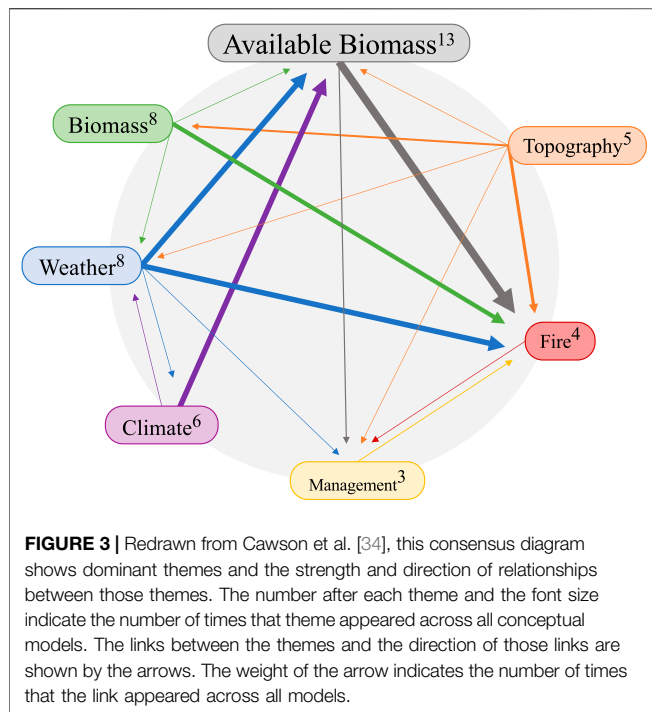 Available Biomass13
Biomass8
Topography5
Weather8
Fire4
Climate6
Management3
FIGURE 3 | Redrawn from Cawson et al. [34], this consensus diagram
shows dominant themes and the strength and direction of relationships
between those themes. The number after each theme and the font size
indicate the number of times that theme appeared across all conceptual
models. The links between the themes and the direction of those links are
shown by the arrows. The weight of the arrow indicates the number of times
that the link appeared across all models.